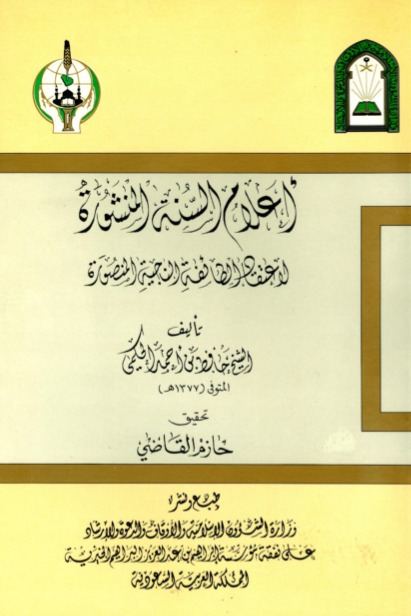 أعلام السنة المنشورة
لاعتقاد الطائفة الناجية المنصورة
تأليف
الشيخ حافظ بن أحمد الحكمي
المتوفى (١٣٧٧هـ)
تحقيق
حازم القاضي
طبع ونشر
وزارة الشؤون الإسلامية والأوقاف والدعوة والإرشاد
على نفقة مؤسسة إبراهيم بن عبد العزيز البراهيم الخيرية
المملكة العربية السعودية